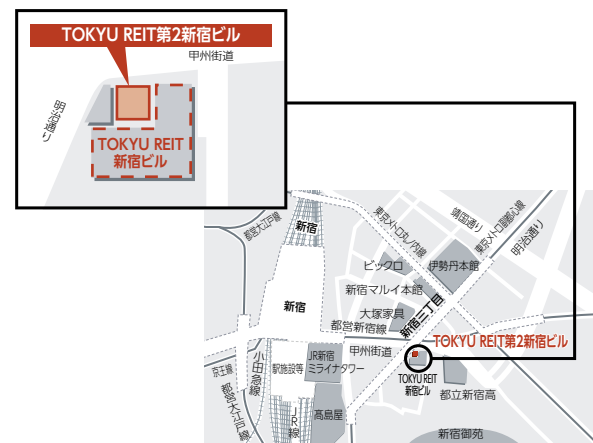 TOKYU REIT第2新宿ビル
甲州街道
明治通り
TOKYU REIT
新宿ビル
都営大江戸線
新宿
東京メトロ丸ノ内線
靖国通り
東京メトロ副都心線
明治通り
ビックロ
伊勢丹本館
新宿マルイ本館
新宿
大塚家具
都営新宿線
新宿三丁目
TOKYU REIT第2新宿ビル
甲州街道
京王線
都営大江戸線
小田急線
駅施設等
JR新宿
ミライナタワー
TOKYU REIT
新宿ビル
都立新宿高
JR線
髙島屋
新宿御苑